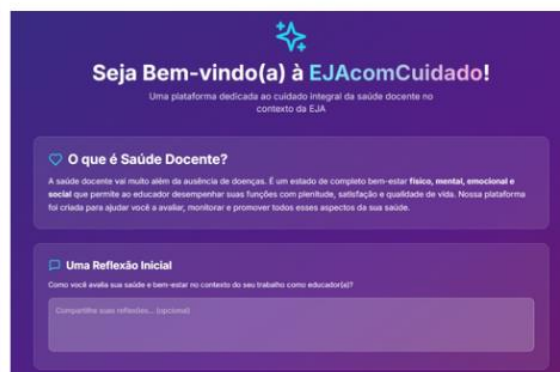 Seja Bem-vindo(a) à EJAcomCuidado!
Uma plataforma dedicada ao cuidado integral da saúde docente no
contexto da EJA
O que é Saúde Docente?
A saúde docente vai muito além da ausência de doenças. É um estado de completo bem-estar físico, mental, emocional e
social que permite ao educador desempenhar suas funções com plenitude, satisfação e qualidade de vida. Nossa plataforma
foi criada para ajudar você a avaliar, monitorar e promover todos esses aspectos da sua saúde.
Uma Reflexão Inicial
Como você avalia sua saúde e bem-estar no contexto do seu trabalho como educador(a)?
Compartilhe suas reflexões... (opcional)